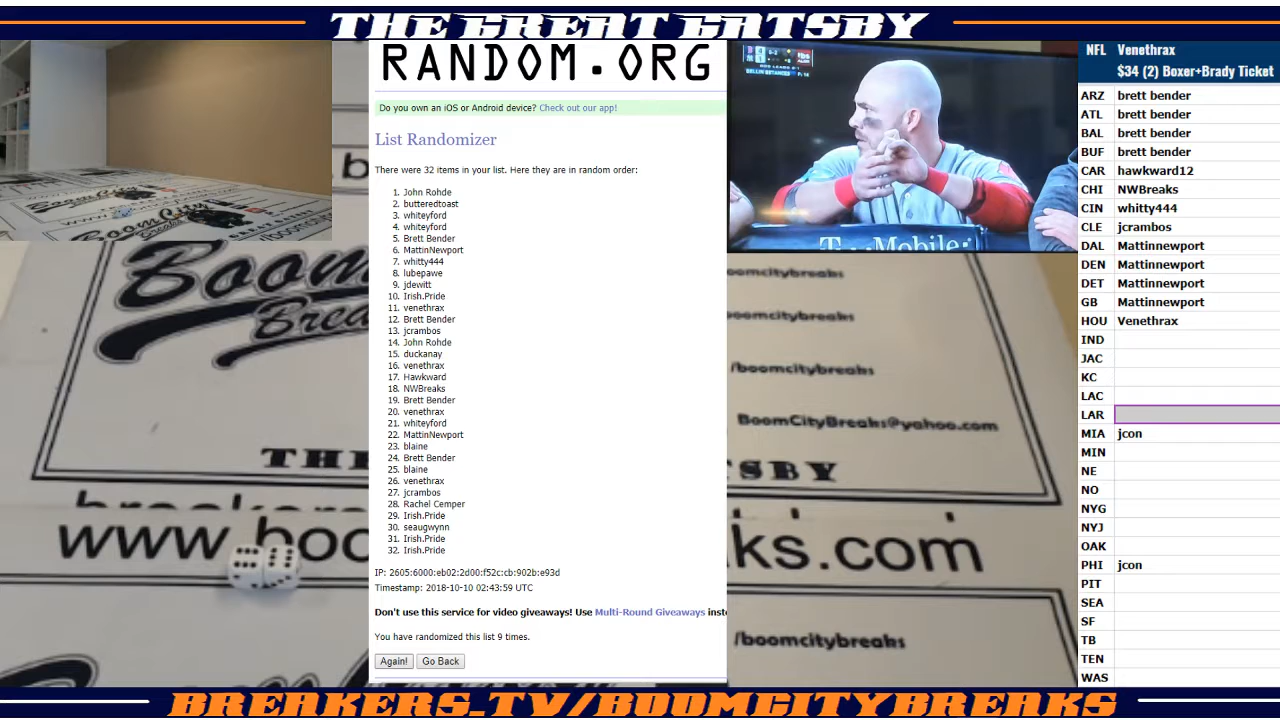 THE GREAT GATSBY
RANDOM.ORG
Do you own an iOS or Android device? Check out our app!
List Randomizer
There were 32 items in your list. Here they are in random order:
1. John Rohde
2. butteredtoast
3. whiteyford
4. whiteyford
5. Brett Bender
6. MattinNewport
7. whitty444
8. lubepawe
9. jdewitt
10. Irish.Pride
11. venethrax
12. Brett Bender
13. jcrambos
14. John Rohde
15. duckanay
16. venethrax
17. Hawkward
18. NWBreaks
19. Brett Bender
20. venethrax
21. whiteyford
22. MattinNewport
23. blaine
24. Brett Bender
25. blaine
26. venethrax
27. jcrambos
28. Rachel Cemper
29. Irish.Pride
30. seaugwynn
31. Irish.Pride
32. Irish.Pride
IP: 2605:6000:eb02:2d00:f52c:cb:902b:e93d
Timestamp: 2018-10-10 02:43:59 UTC
Don't use this service for video giveaways! Use Multi-Round Giveaways inste
You have randomized this list 9 times.
Again! Go Back
NFL Venethrax
$34 (2) Boxer+Brady Ticket
ARZ brett bender
ATL brett bender
BAL brett bender
BUF brett bender
CAR hawkward12
CHI NWBreaks
CIN whitty444
CLE jcrambos
DAL Mattinnewport
DEN Mattinnewport
DET Mattinnewport
GB Mattinnewport
HOU Venethrax
IND
JAC
KC
LAC
LAR
MIA jcon
MIN
NE
NO
NYG
NYJ
OAK
PHI jcon
PIT
SEA
SF
TB
TEN
WAS
Boom
Brea
TH
www.boo
ks.com
oomcitybreaks
oomcitybreaks
/boomcitybreaks
BoomCityBreaks@yahoo.com
SBY
/boomcitybreaks
BREAKERS.TV/BOOMCITYBREAKS